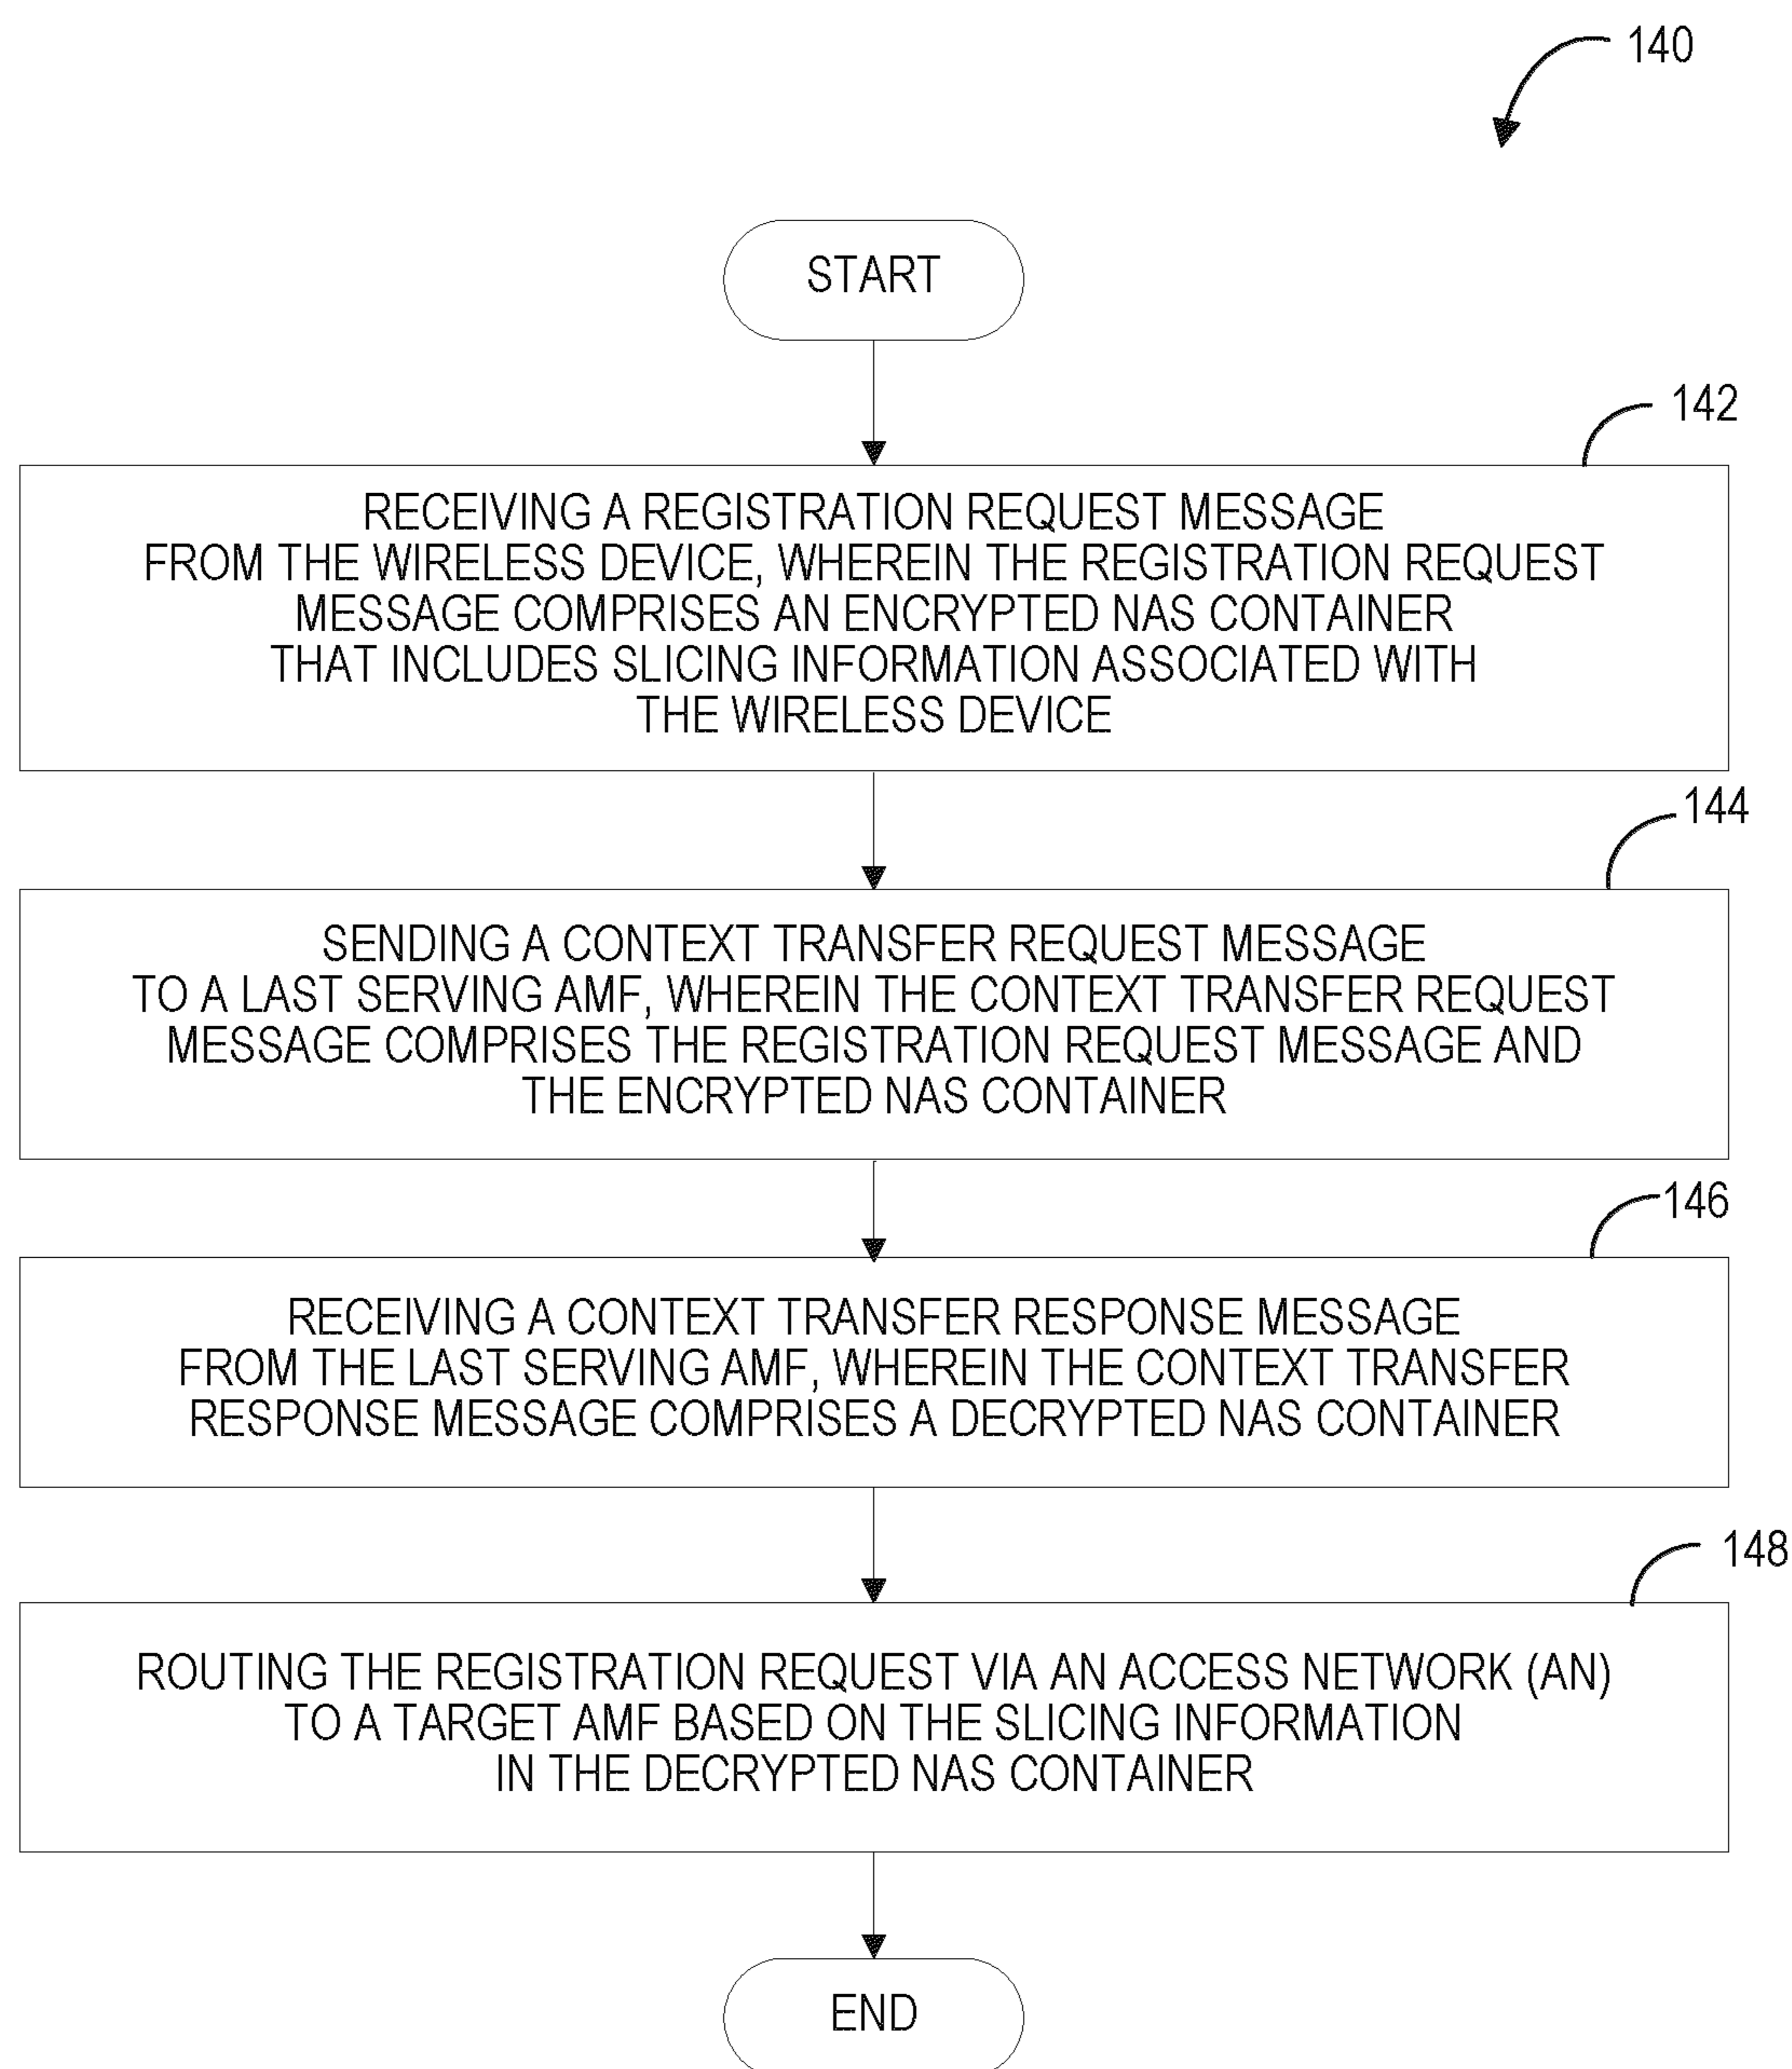 140
START
142
RECEIVING A REGISTRATION REQUEST MESSAGE
FROM THE WIRELESS DEVICE, WHEREIN THE REGISTRATION REQUEST
MESSAGE COMPRISES AN ENCRYPTED NAS CONTAINER
THAT INCLUDES SLICING INFORMATION ASSOCIATED WITH
THE WIRELESS DEVICE
144
SENDING A CONTEXT TRANSFER REQUEST MESSAGE
TO A LAST SERVING AMF, WHEREIN THE CONTEXT TRANSFER REQUEST
MESSAGE COMPRISES THE REGISTRATION REQUEST MESSAGE AND
THE ENCRYPTED NAS CONTAINER
146
RECEIVING A CONTEXT TRANSFER RESPONSE MESSAGE
FROM THE LAST SERVING AMF, WHEREIN THE CONTEXT TRANSFER
RESPONSE MESSAGE COMPRISES A DECRYPTED NAS CONTAINER
148
ROUTING THE REGISTRATION REQUEST VIA AN ACCESS NETWORK (AN)
TO A TARGET AMF BASED ON THE SLICING INFORMATION
IN THE DECRYPTED NAS CONTAINER
END